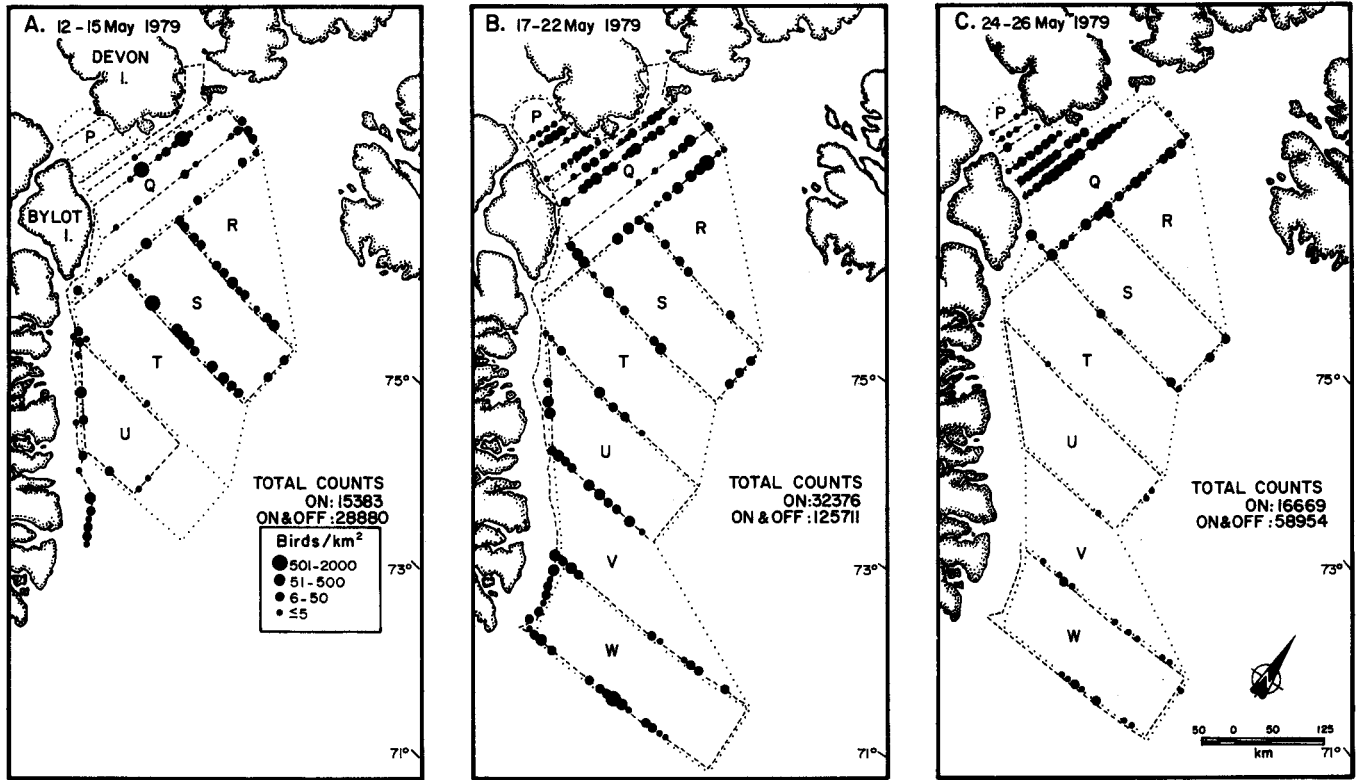 A. 12-15 May 1979
DEVON
I.
P
Q
BYLOT
I.
R
S
T
U
75°
TOTAL COUNTS
ON:15383
ON&OFF:28880
Birds/km²
501-2000
51-500
6-50
≤5
73°
71°
B. 17-22 May 1979
P
Q
R
S
T
U
75°
TOTAL COUNTS
ON:32376
ON&OFF:125711
V
73°
W
71°
C. 24-26 May 1979
P
Q
R
S
T
75°
U
TOTAL COUNTS
ON:16669
ON&OFF:58954
V
73°
W
N
50 0 50 125
km
71°